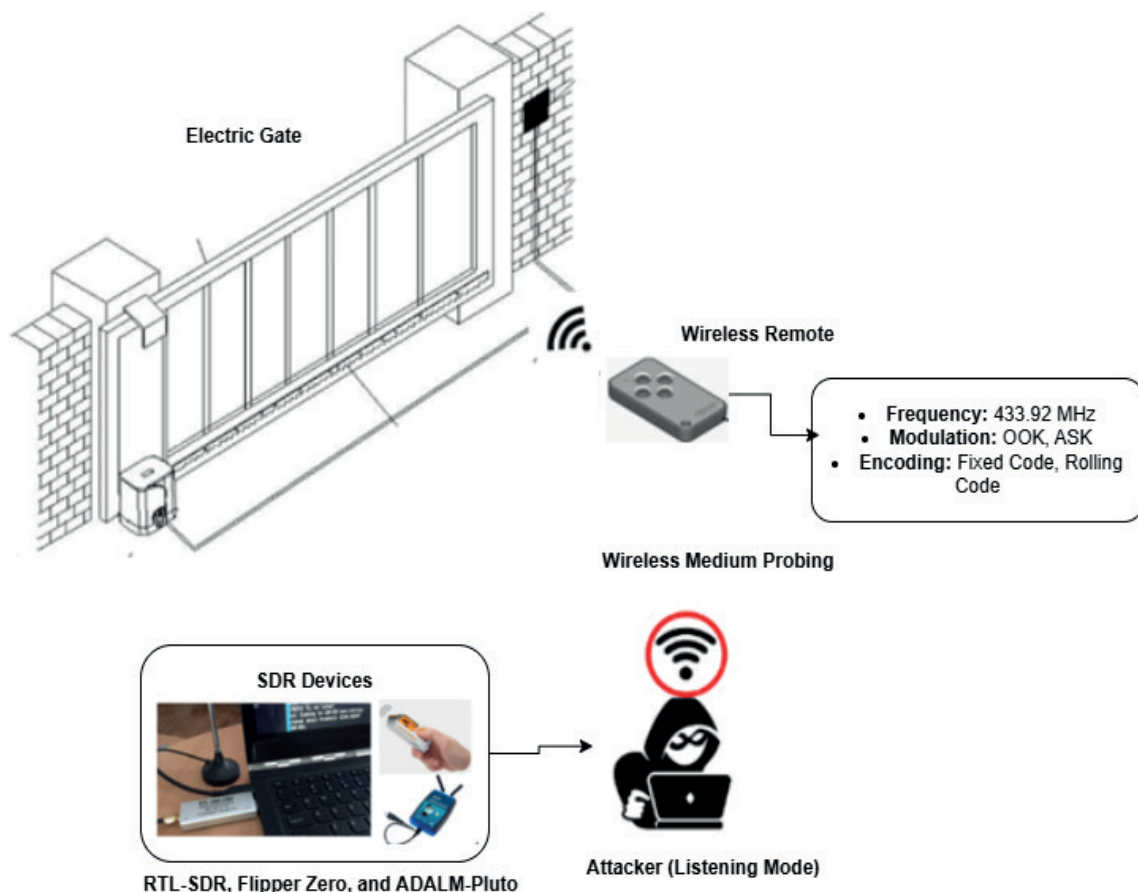 Electric Gate
Wireless Remote
• Frequency: 433.92 MHz
• Modulation: OOK, ASK
• Encoding: Fixed Code, Rolling
Code
Wireless Medium Probing
SDR Devices
RTL-SDR, Flipper Zero, and ADALM-Pluto
Attacker (Listening Mode)